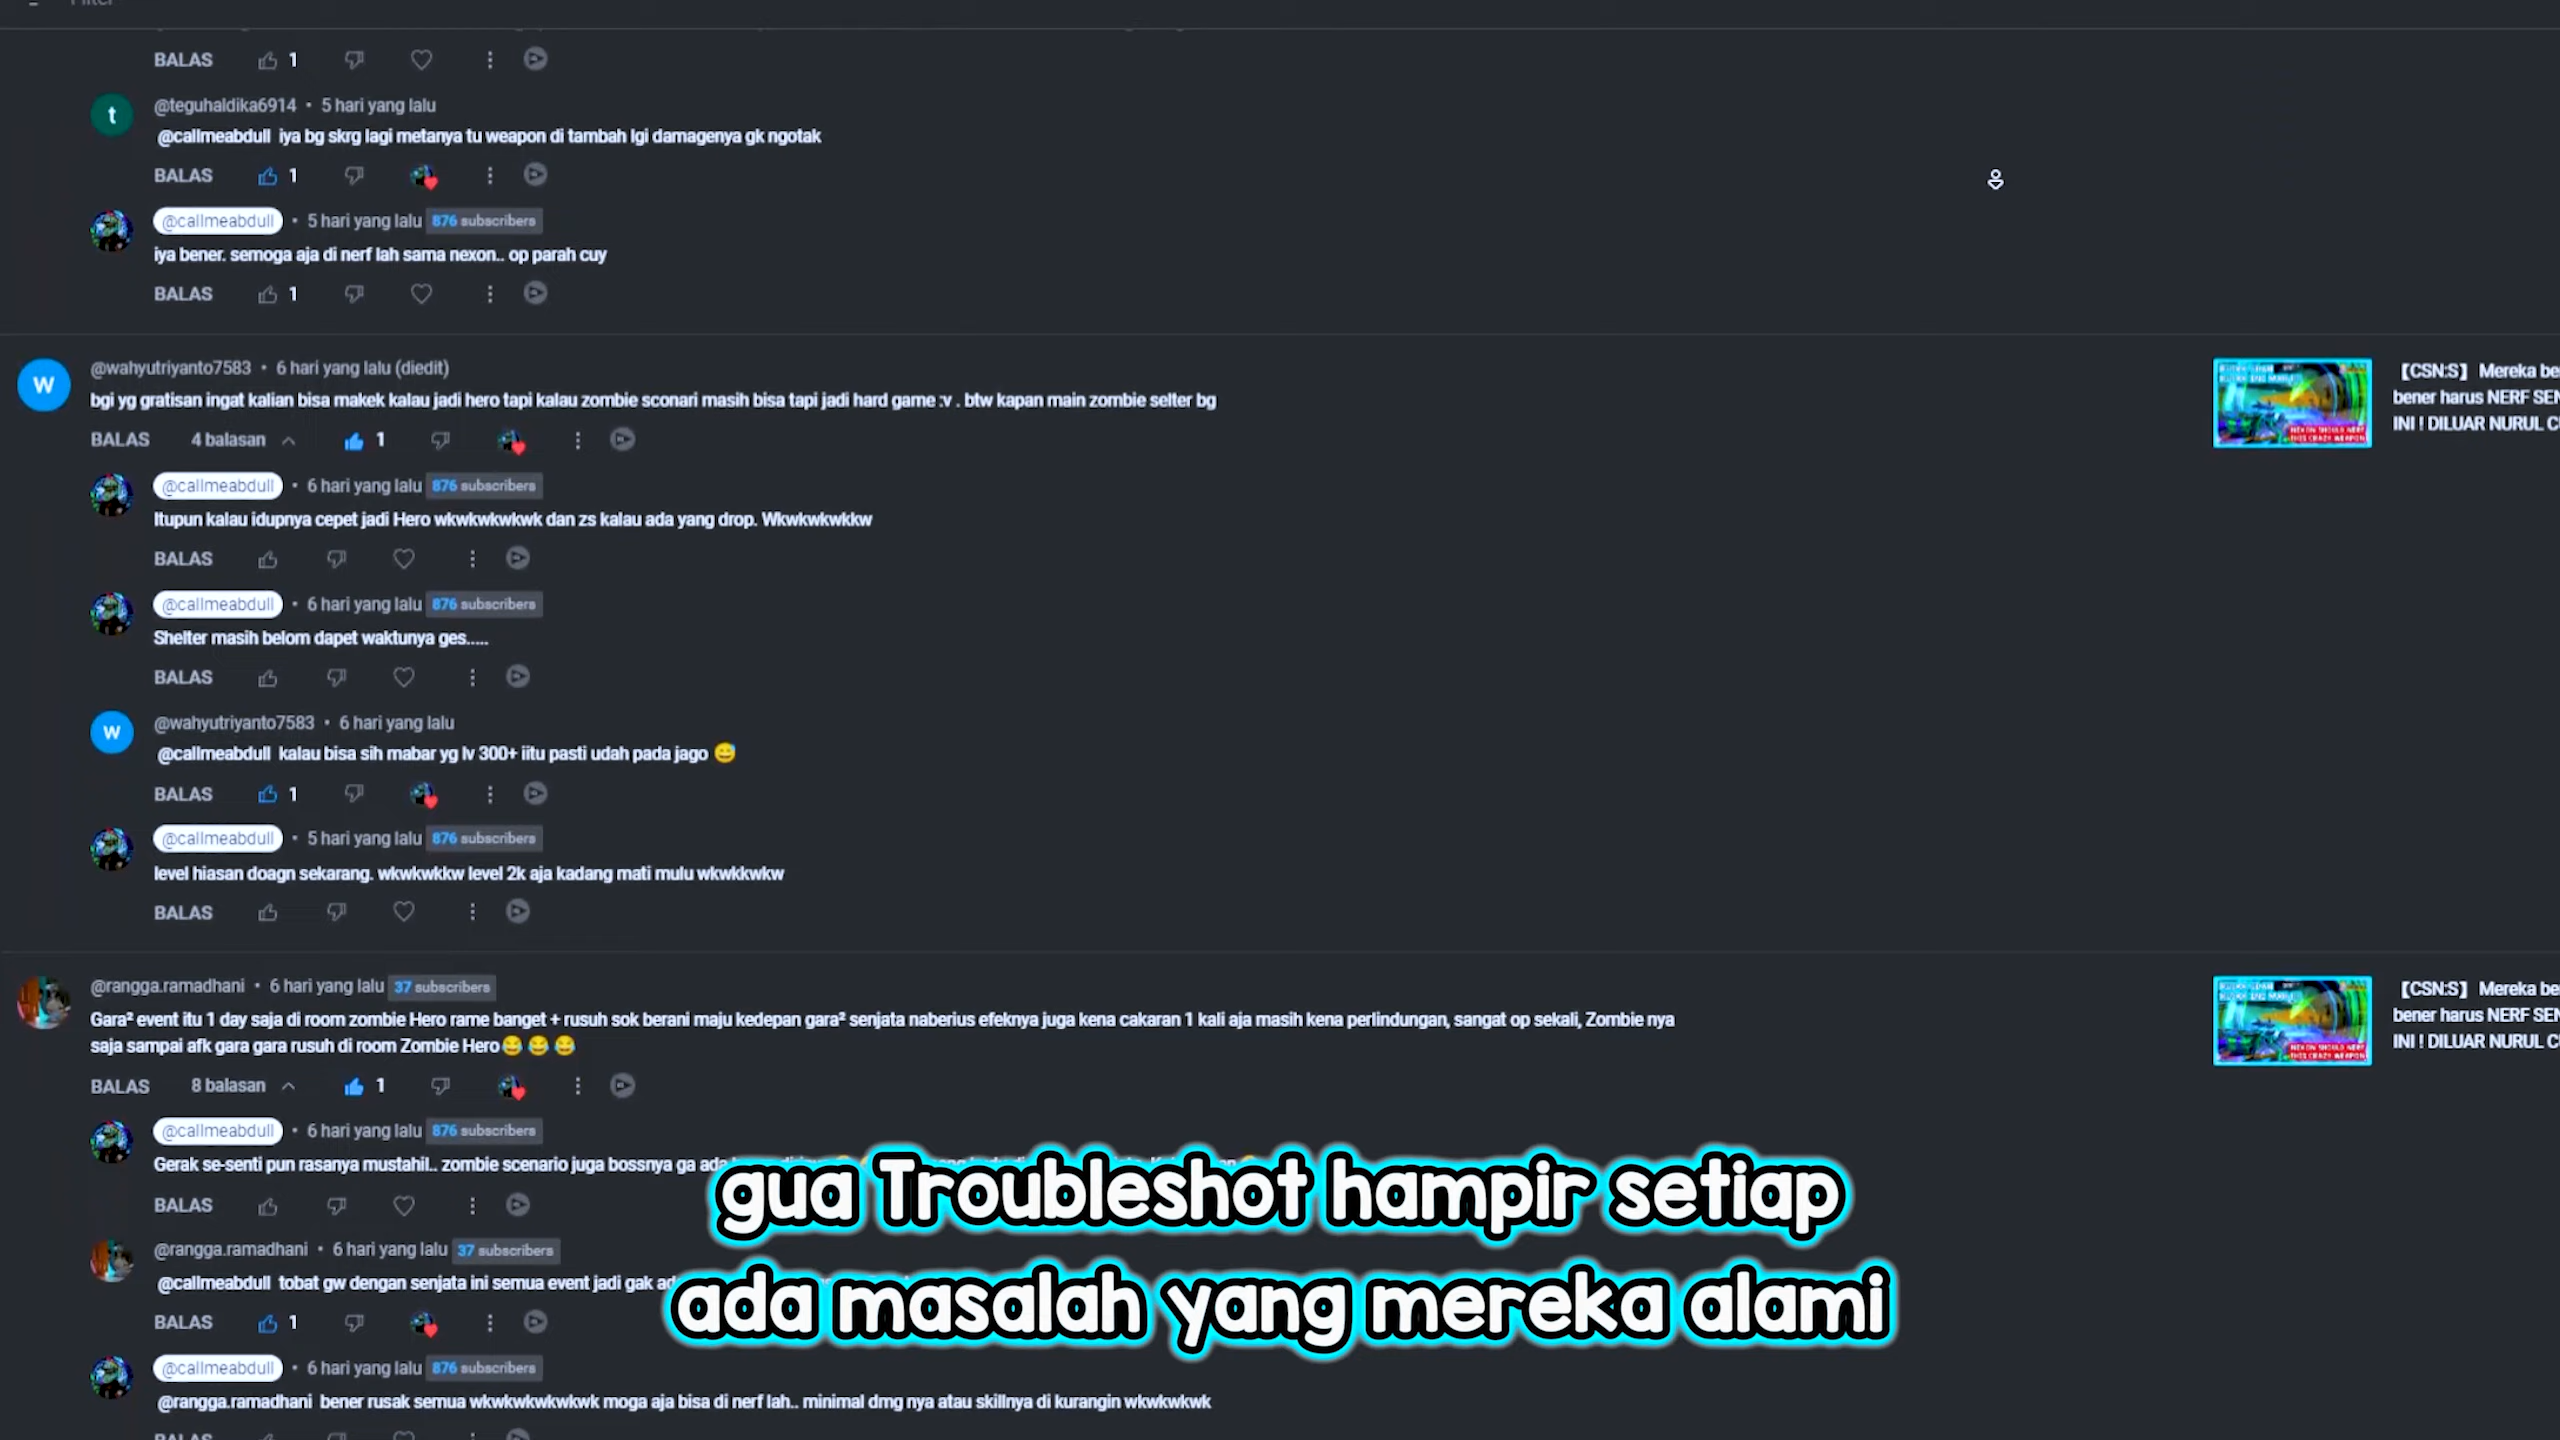 Filter
BALAS 1
@teguhaldika6914 • 5 hari yang lalu
@callmeabdull iya bg skrg lagi metanya tu weapon di tambah lgi damagenya gk ngotak
BALAS 1
@callmeabdull • 5 hari yang lalu 876 subscribers
iya bener. semoga aja di nerf lah sama nexon.. op parah cuy
BALAS 1
@wahyutriyanto7583 • 6 hari yang lalu (diedit)
bgi yg gratisan ingat kalian bisa makek kalau jadi hero tapi kalau zombie sconari masih bisa tapi jadi hard game :v . btw kapan main zombie selter bg
BALAS 4 balasan 1
【CSN:S】 Mereka be
bener harus NERF SEN
INI ! DILUAR NURUL C
@callmeabdull • 6 hari yang lalu 876 subscribers
Itupun kalau idupnya cepet jadi Hero wkwkwkwkwk dan zs kalau ada yang drop. Wkwkwkwkkw
BALAS
@callmeabdull • 6 hari yang lalu 876 subscribers
Shelter masih belom dapet waktunya ges.....
BALAS
@wahyutriyanto7583 • 6 hari yang lalu
@callmeabdull kalau bisa sih mabar yg lv 300+ iitu pasti udah pada jago 😅
BALAS 1
@callmeabdull • 5 hari yang lalu 876 subscribers
level hiasan doagn sekarang. wkwkwkkw level 2k aja kadang mati mulu wkwkkwkw
BALAS
@rangga.ramadhani • 6 hari yang lalu 37 subscribers
Gara² event itu 1 day saja di room zombie Hero rame banget + rusuh sok berani maju kedepan gara² senjata naberius efeknya juga kena cakaran 1 kali aja masih kena perlindungan, sangat op sekali, Zombie nya
saja sampai afk gara gara rusuh di room Zombie Hero😂😂😂
BALAS 8 balasan 1
【CSN:S】 Mereka be
bener harus NERF SEN
INI ! DILUAR NURUL C
@callmeabdull • 6 hari yang lalu 876 subscribers
Gerak se-senti pun rasanya mustahil.. zombie scenario juga bossnya ga ada
BALAS
@rangga.ramadhani • 6 hari yang lalu 37 subscribers
@callmeabdull tobat gw dengan senjata ini semua event jadi gak
BALAS 1
@callmeabdull • 6 hari yang lalu 876 subscribers
@rangga.ramadhani bener rusak semua wkwkwkwkwkwk moga aja bisa di nerf lah.. minimal dmg nya atau skillnya di kurangin wkwkwkwk
BALAS
gua Troubleshot hampir setiap
ada masalah yang mereka alami